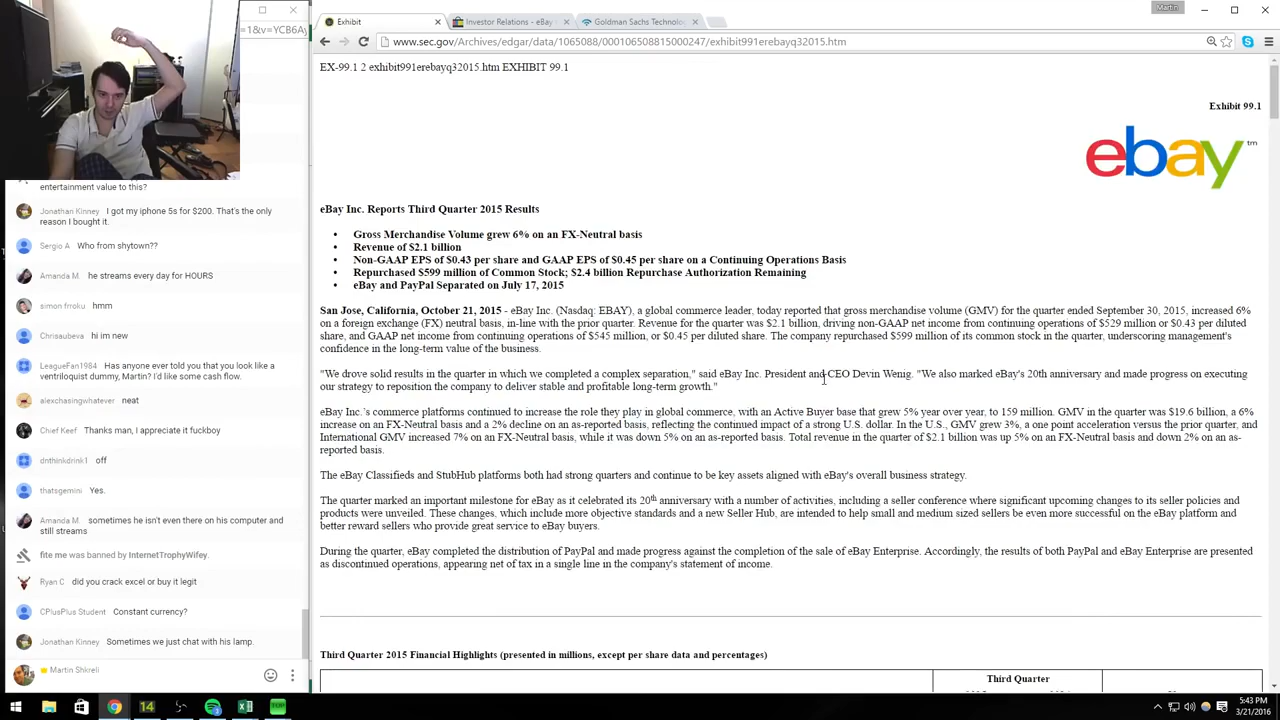 Martin
Exhibit
Investor Relations - eBay
Goldman Sachs Technolo
=1&v=YCB6Ay
www.sec.gov/Archives/edgar/data/1065088/000106508815000247/exhibit991erebayq32015.htm
EX-99.1 2 exhibit991erebayq32015.htm EXHIBIT 99.1
Exhibit 99.1
ebay™
eBay Inc. Reports Third Quarter 2015 Results
• Gross Merchandise Volume grew 6% on an FX-Neutral basis
• Revenue of $2.1 billion
• Non-GAAP EPS of $0.43 per share and GAAP EPS of $0.45 per share on a Continuing Operations Basis
• Repurchased $599 million of Common Stock; $2.4 billion Repurchase Authorization Remaining
• eBay and PayPal Separated on July 17, 2015
San Jose, California, October 21, 2015 - eBay Inc. (Nasdaq: EBAY), a global commerce leader, today reported that gross merchandise volume (GMV) for the quarter ended September 30, 2015, increased 6%
on a foreign exchange (FX) neutral basis, in-line with the prior quarter. Revenue for the quarter was $2.1 billion, driving non-GAAP net income from continuing operations of $529 million or $0.43 per diluted
share, and GAAP net income from continuing operations of $545 million, or $0.45 per diluted share. The company repurchased $599 million of its common stock in the quarter, underscoring management's
confidence in the long-term value of the business.
"We drove solid results in the quarter in which we completed a complex separation," said eBay Inc. President and CEO Devin Wenig. "We also marked eBay's 20th anniversary and made progress on executing
our strategy to reposition the company to deliver stable and profitable long-term growth."
eBay Inc.'s commerce platforms continued to increase the role they play in global commerce, with an Active Buyer base that grew 5% year over year, to 159 million. GMV in the quarter was $19.6 billion, a 6%
increase on an FX-Neutral basis and a 2% decline on an as-reported basis, reflecting the continued impact of a strong U.S. dollar. In the U.S., GMV grew 3%, a one point acceleration versus the prior quarter, and
International GMV increased 7% on an FX-Neutral basis, while it was down 5% on an as-reported basis. Total revenue in the quarter of $2.1 billion was up 5% on an FX-Neutral basis and down 2% on an as-
reported basis.
The eBay Classifieds and StubHub platforms both had strong quarters and continue to be key assets aligned with eBay's overall business strategy.
The quarter marked an important milestone for eBay as it celebrated its 20th anniversary with a number of activities, including a seller conference where significant upcoming changes to its seller policies and
products were unveiled. These changes, which include more objective standards and a new Seller Hub, are intended to help small and medium sized sellers be even more successful on the eBay platform and
better reward sellers who provide great service to eBay buyers.
During the quarter, eBay completed the distribution of PayPal and made progress against the completion of the sale of eBay Enterprise. Accordingly, the results of both PayPal and eBay Enterprise are presented
as discontinued operations, appearing net of tax in a single line in the company's statement of income.
Third Quarter 2015 Financial Highlights (presented in millions, except per share data and percentages)
Third Quarter
entertainment value to this?
Jonathan Kinney I got my iphone 5s for $200. That's the only
reason I bought it.
Sergio A Who from shytown??
Amanda M. he streams every day for HOURS
simon frroku hmm
Chrisaubeva hi im new
LeagueFan1984 Has anyone ever told you that you look like a
ventriloquist dummy, Martin? I'd like some cash flow.
alexchasingwhatever neat
Chief Keef Thanks man, I appreciate it fuckboy
dnthinkdrink1 off
thatsgemini Yes.
Amanda M. sometimes he isn't even there on his computer and
still streams
fite me was banned by InternetTrophyWifey.
Ryan C did you crack excel or buy it legit
CPlusPlus Student Constant currency?
Jonathan Kinney Sometimes we just chat with his lamp.
Martin Shkreli
14
TOP
5:43 PM
3/21/2016